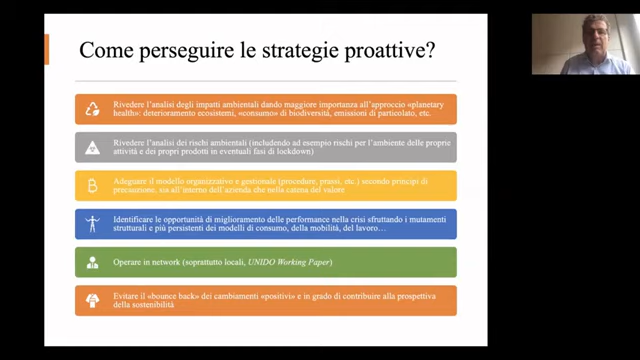 Come perseguire le strategie proattive?
Rivedere l'analisi degli impatti ambientali dando maggiore importanza all'approccio «planetary
health»: deterioramento ecosistemi, «consumo» di biodiversità, emissioni di particolato, etc.
Rivedere l'analisi dei rischi ambientali (includendo ad esempio rischi per l'ambiente delle proprie
attività e dei propri prodotti in eventuali fasi di lockdown)
Adeguare il modello organizzativo e gestionale (procedure, prassi, etc.) secondo principi di
precauzione, sia all'interno dell'azienda che nella catena del valore
Identificare le opportunità di miglioramento delle performance nella crisi sfruttando i mutamenti
strutturali e più persistenti dei modelli di consumo, della mobilità, del lavoro…
Operare in network (soprattutto locali, UNIDO Working Paper)
Evitare il «bounce back» dei cambiamenti «positivi» e in grado di contribuire alla prospettiva
della sostenibilità